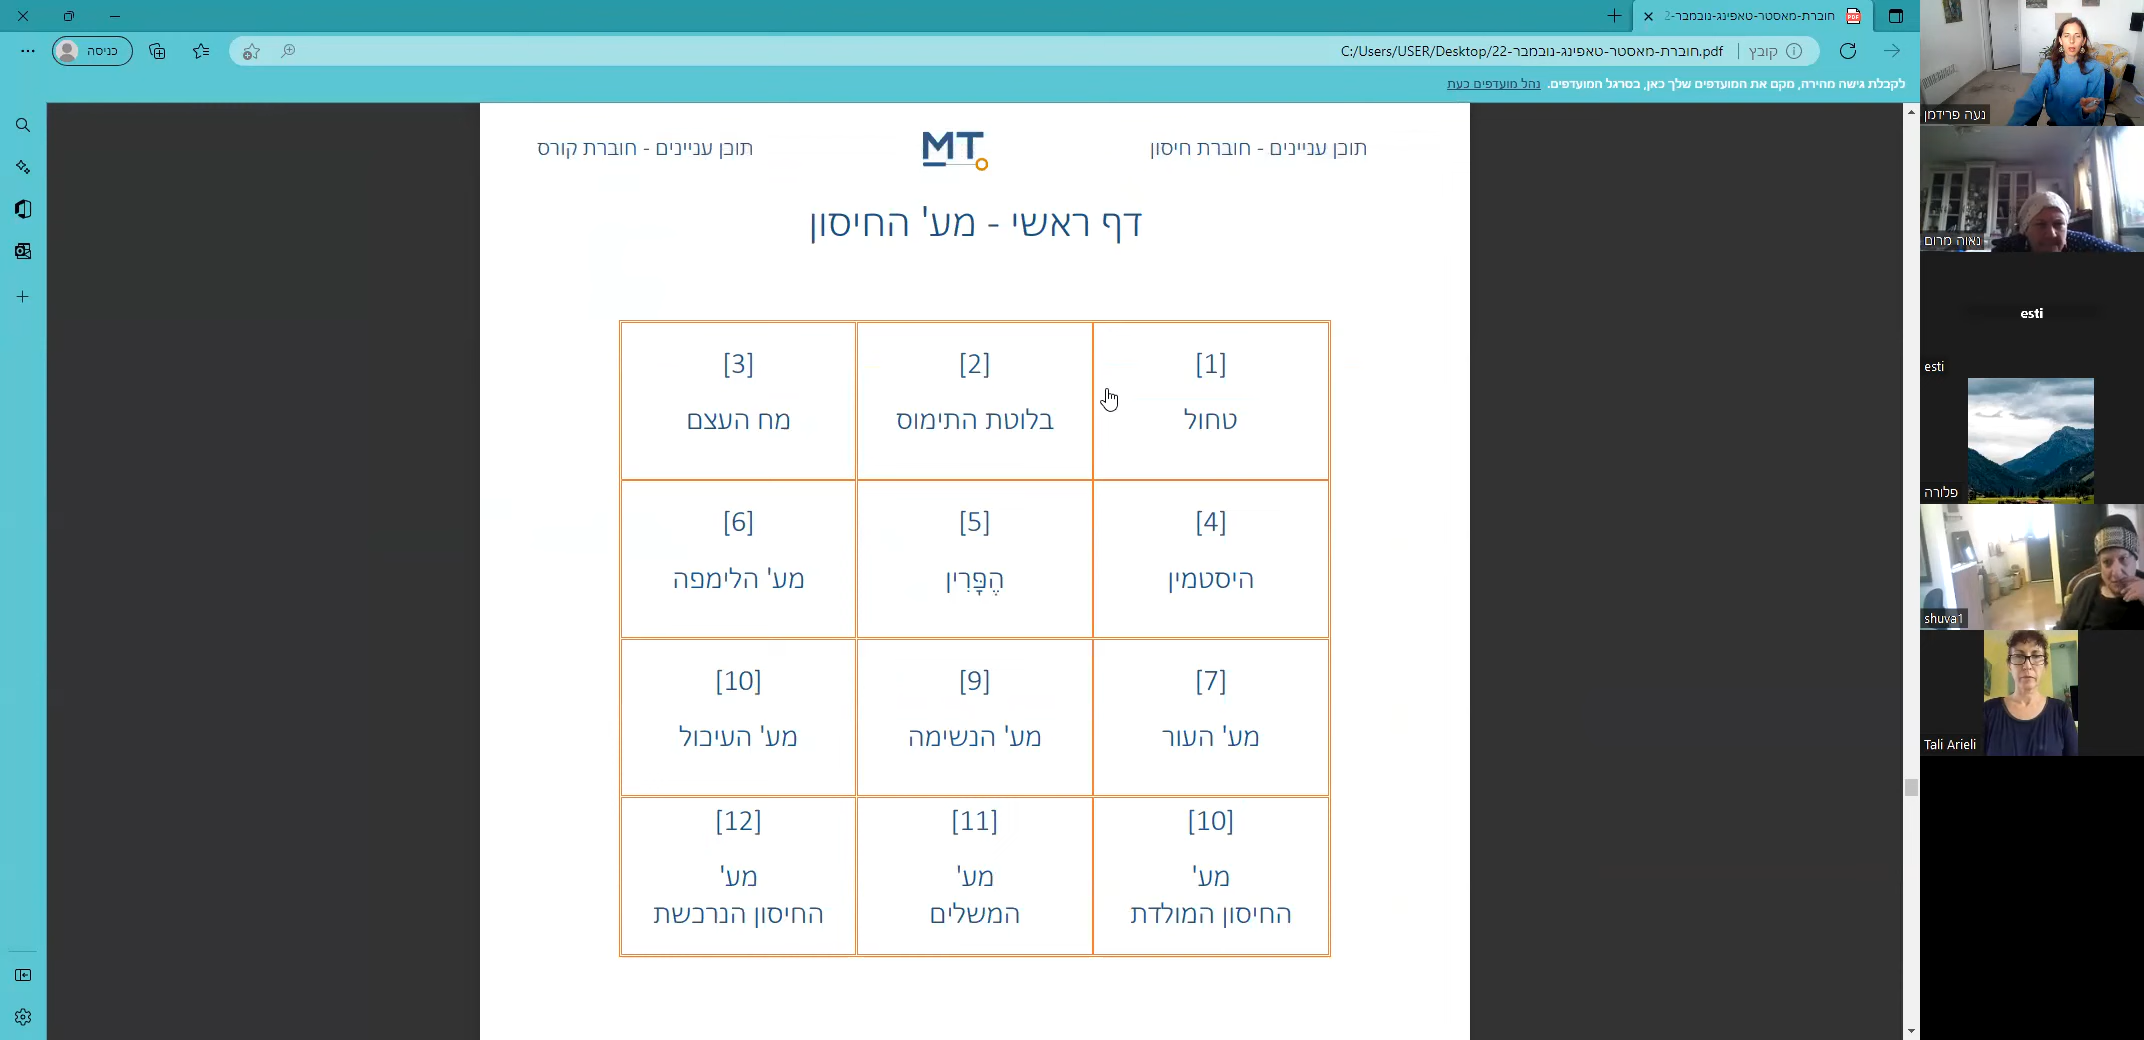 חוברת-מאסטר-טאפינג-נובמבר-2
כניסה
C:/Users/USER/Desktop/חוברת-מאסטר-טאפינג-נובמבר-22.pdf
קובץ
לקבלת גישה מהירה, מקם את המועדפים שלך כאן, בסרגל המועדפים. נהל מועדפים כעת
תוכן עניינים - חוברת חיסון
MT
תוכן עניינים - חוברת קורס
דף ראשי - מע' החיסון
[1]
טחול
[2]
בלוטת התימוס
[3]
מח העצם
[4]
היסטמין
[5]
הֶפָּרִין
[6]
מע' הלימפה
[7]
מע' העור
[9]
מע' הנשימה
[10]
מע' העיכול
[10]
מע'
החיסון המולדת
[11]
מע'
המשלים
[12]
מע'
החיסון הנרכשת
נעה פרידמן
נאוה מרום
esti
esti
פלורה
shuva1
Tali Arieli